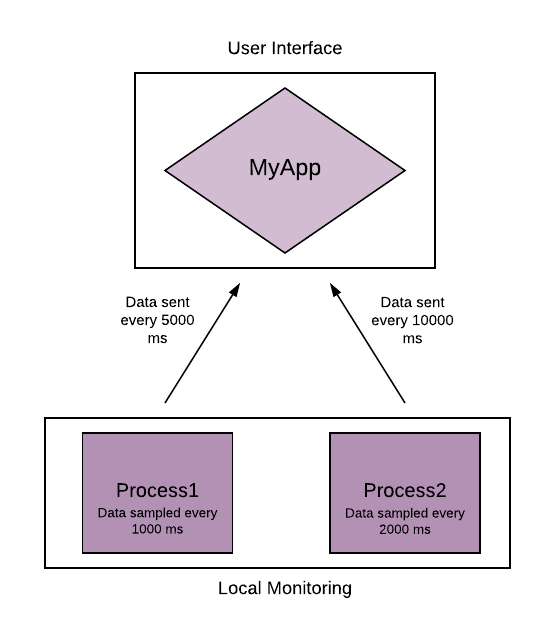 User Interface
MyApp
Data sent
every 5000
ms
Data sent
every 10000
ms
Process1
Data sampled every
1000 ms
Process2
Data sampled every
2000 ms
Local Monitoring